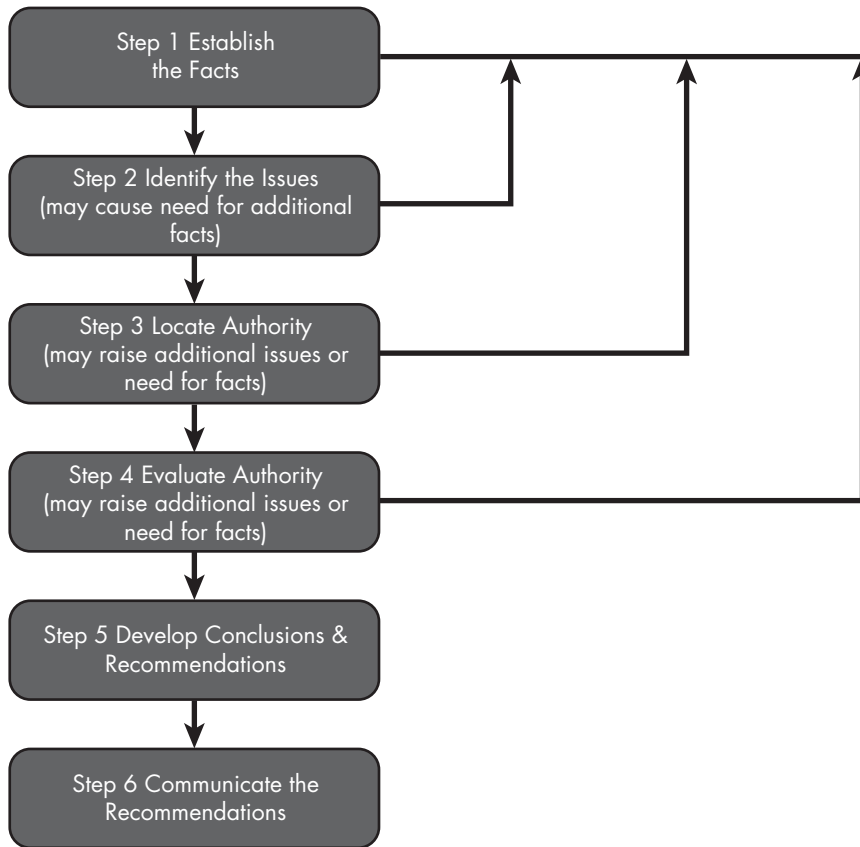 Step 1 Establish
the Facts
Step 2 Identify the Issues
(may cause need for additional
facts)
Step 3 Locate Authority
(may raise additional issues or
need for facts)
Step 4 Evaluate Authority
(may raise additional issues or
need for facts)
Step 5 Develop Conclusions &
Recommendations
Step 6 Communicate the
Recommendations